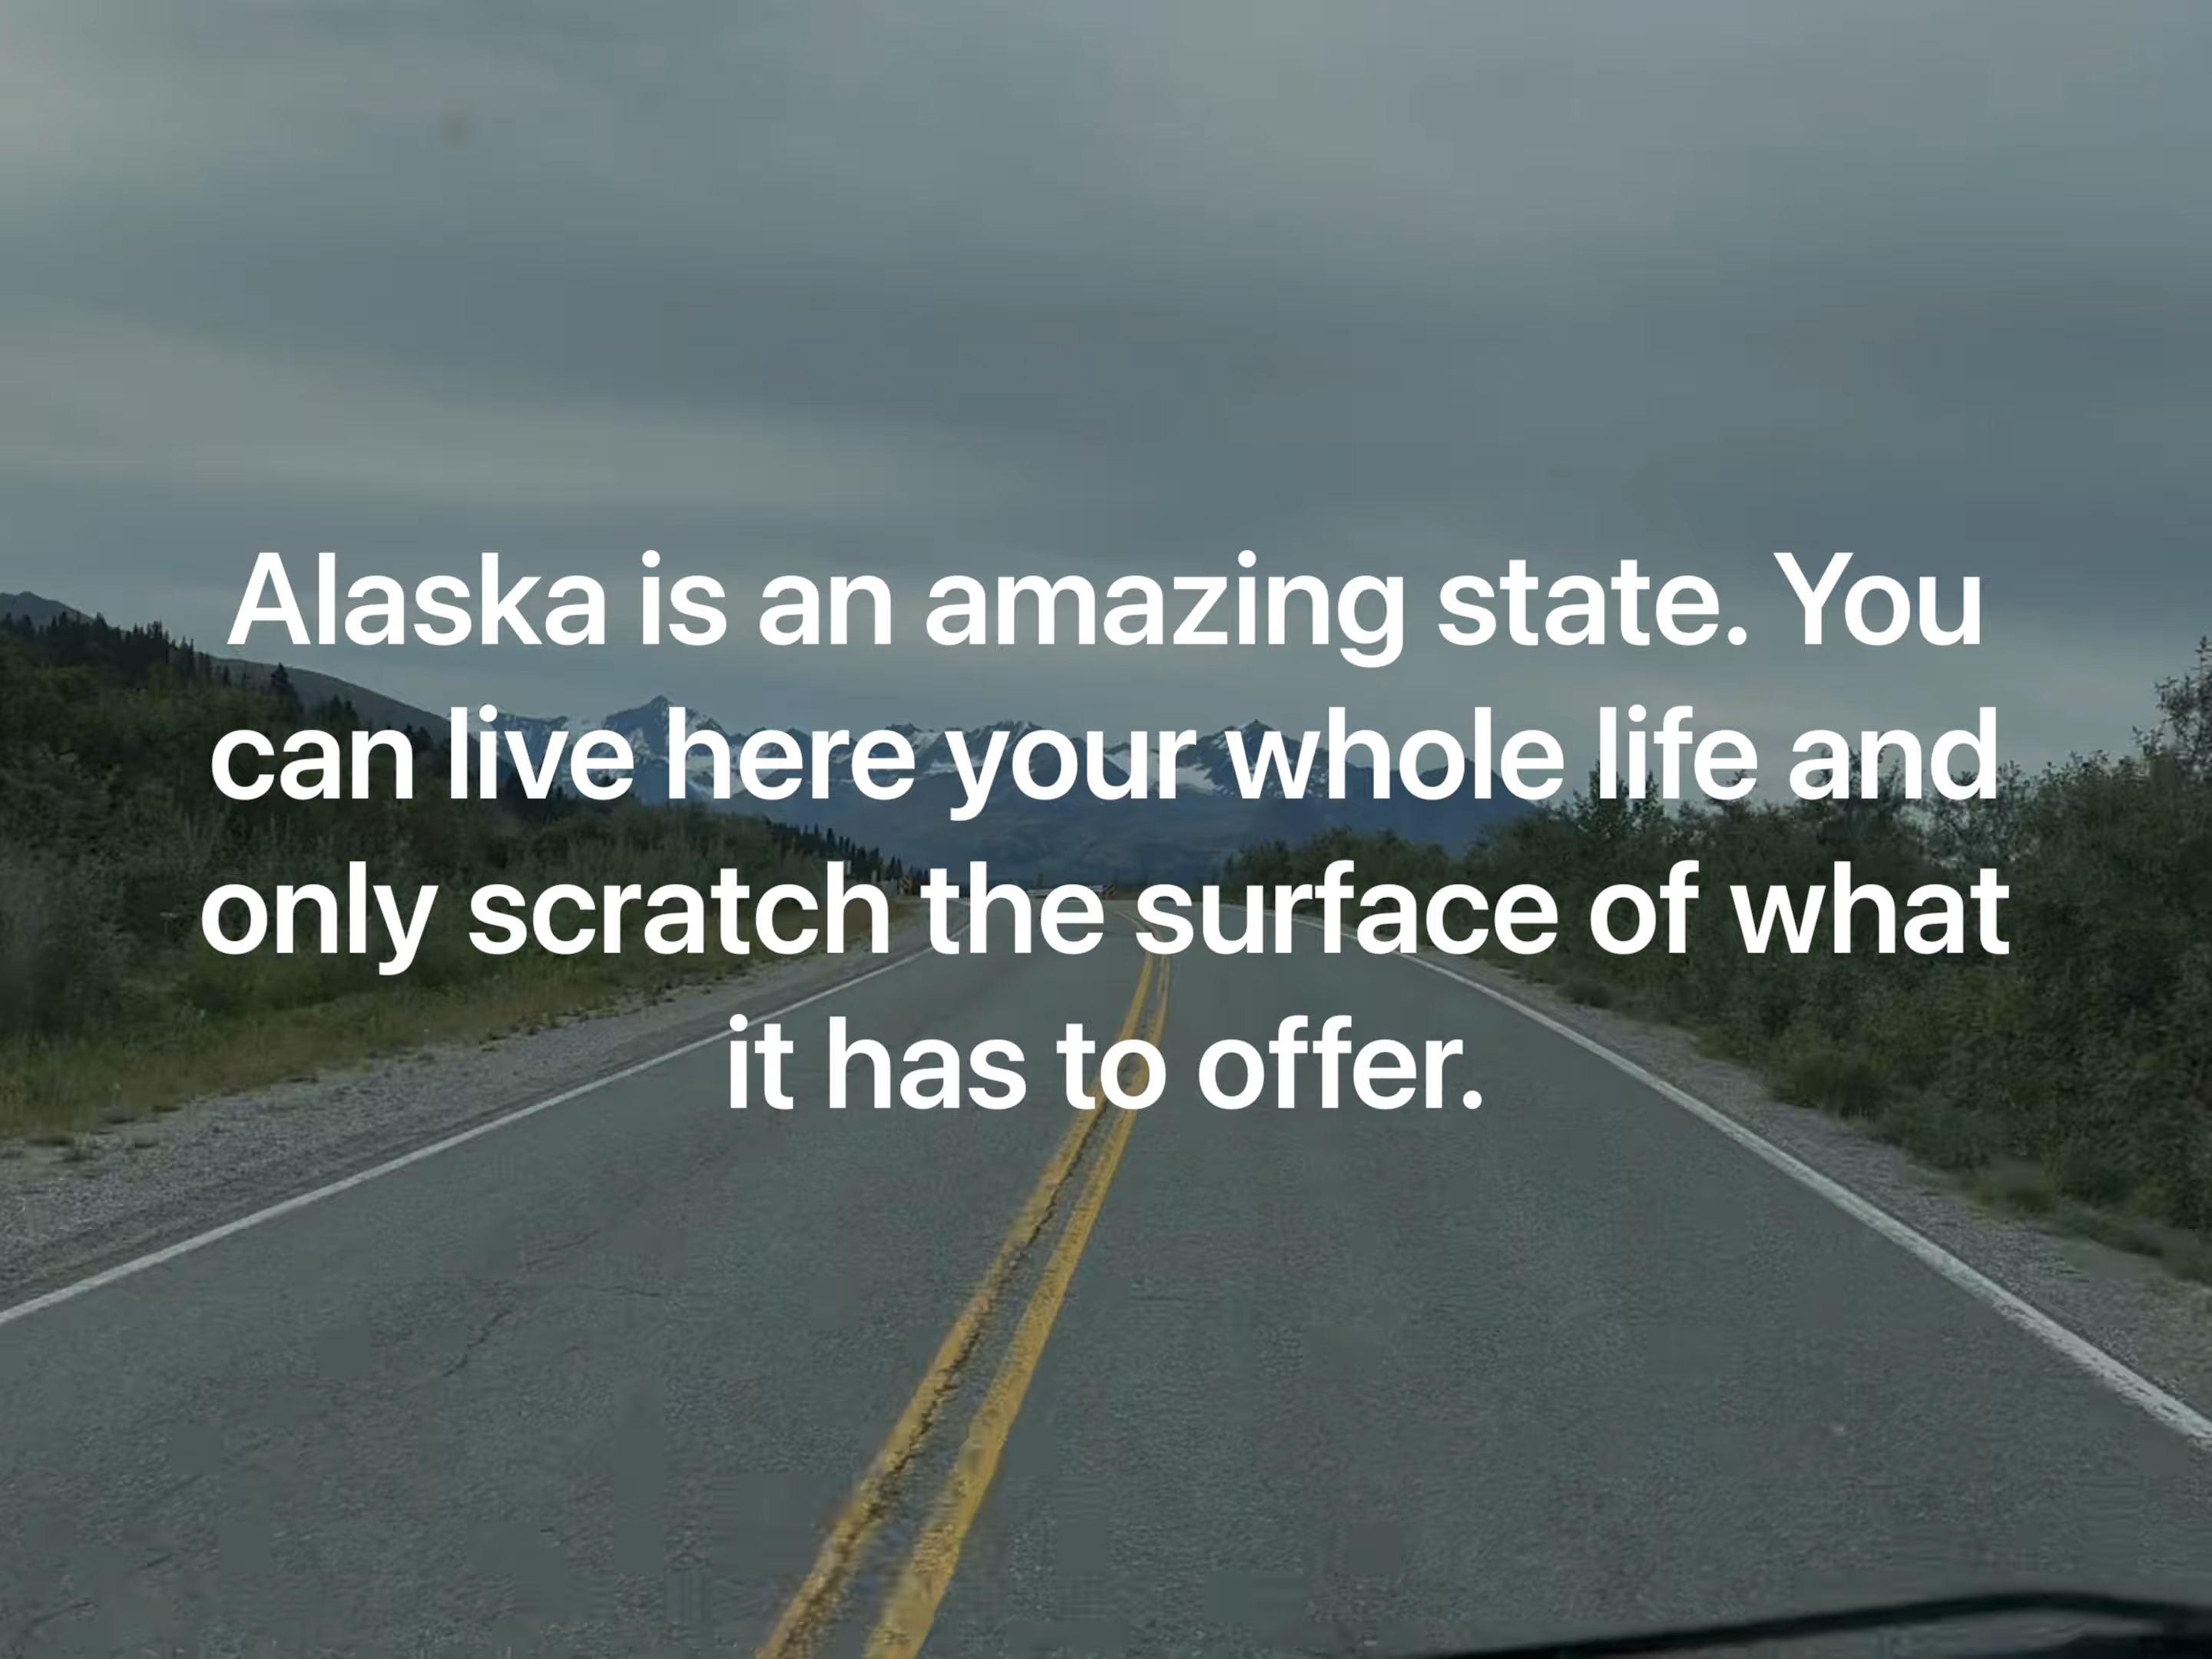 Alaska is an amazing state. You
can live here your whole life and
only scratch the surface of what
it has to offer.